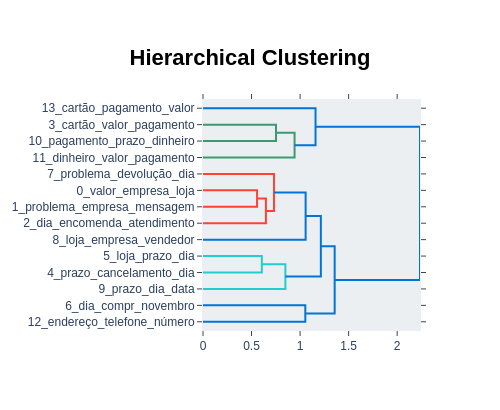 Hierarchical Clustering
13_cartão_pagamento_valor
3_cartão_valor_pagamento
10_pagamento_prazo_dinheiro
11_dinheiro_valor_pagamento
7_problema_devolução_dia
0_valor_empresa_loja
1_problema_empresa_mensagem
2_dia_encomenda_atendimento
8_loja_empresa_vendedor
5_loja_prazo_dia
4_prazo_cancelamento_dia
9_prazo_dia_data
6_dia_compr_novembro
12_endereço_telefone_número
0 0.5 1 1.5 2